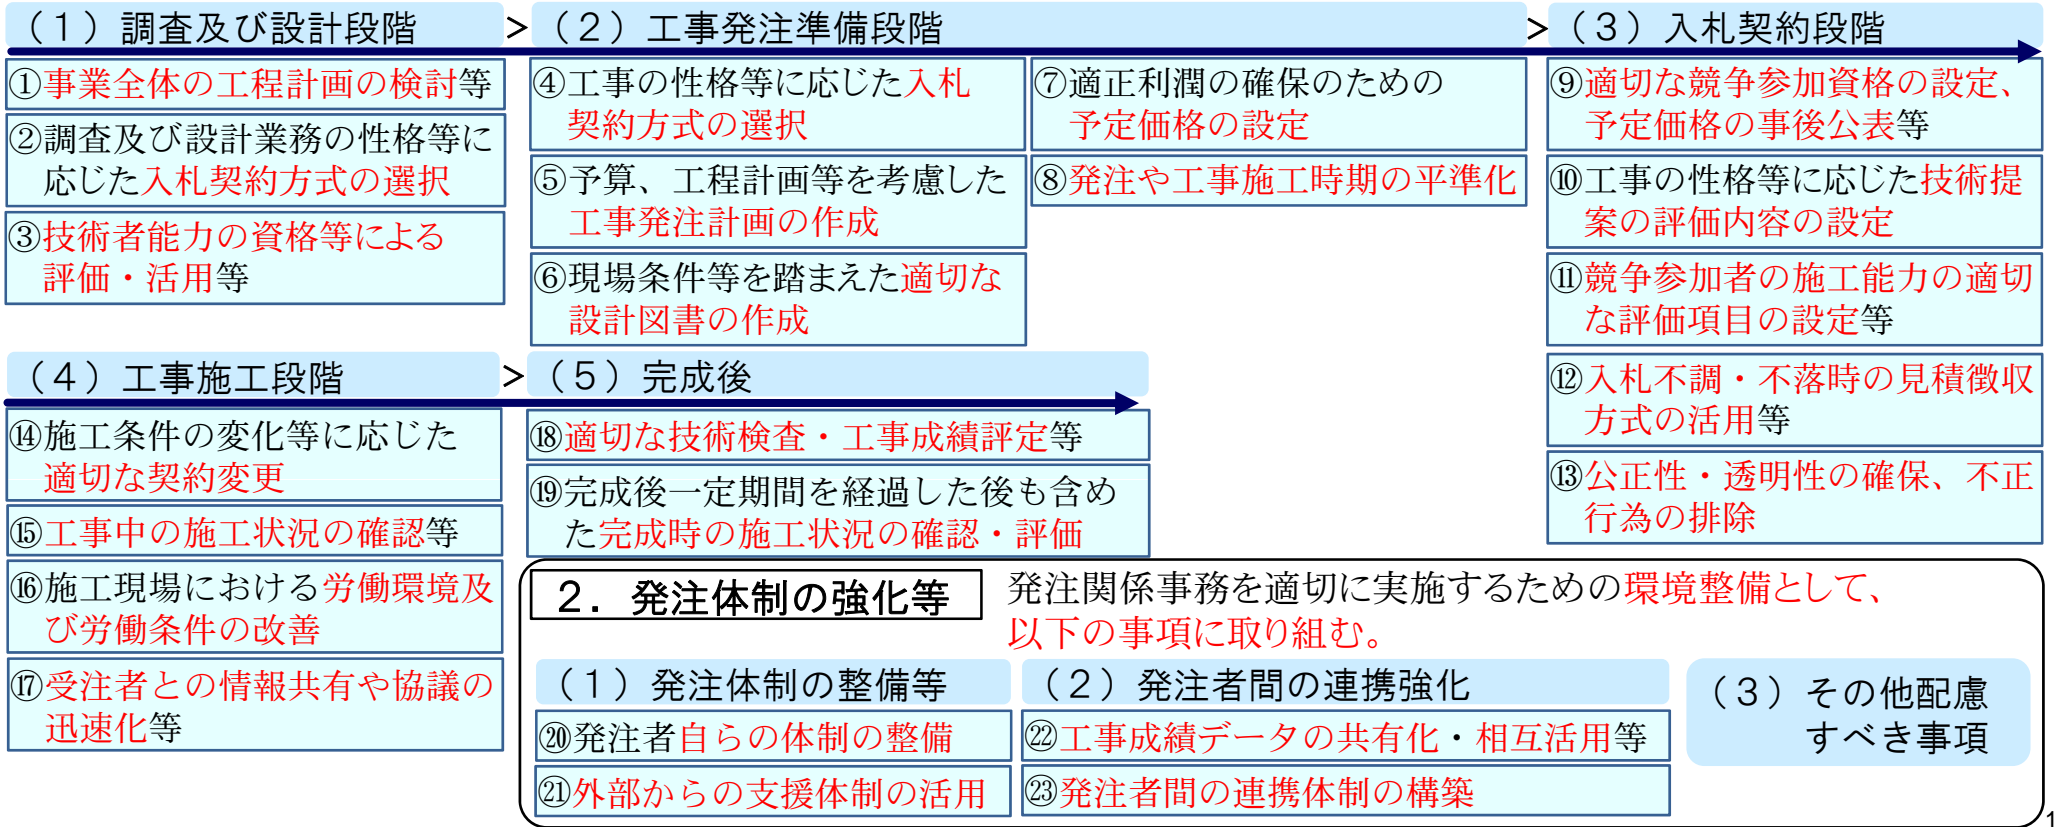 （１）調査及び設計段階
>
（２）工事発注準備段階
>
（３）入札契約段階
①事業全体の工程計画の検討等
②調査及び設計業務の性格等に
応じた入札契約方式の選択
③技術者能力の資格等による
評価・活用等
④工事の性格等に応じた入札
契約方式の選択
⑤予算、工程計画等を考慮した
工事発注計画の作成
⑥現場条件等を踏まえた適切な
設計図書の作成
⑦適正利潤の確保のための
予定価格の設定
⑧発注や工事施工時期の平準化
⑨適切な競争参加資格の設定、
予定価格の事後公表等
⑩工事の性格等に応じた技術提
案の評価内容の設定
⑪競争参加者の施工能力の適切
な評価項目の設定等
⑫入札不調・不落時の見積徴収
方式の活用等
⑬公正性・透明性の確保、不正
行為の排除
（４）工事施工段階
>
（５）完成後
⑭施工条件の変化等に応じた
適切な契約変更
⑮工事中の施工状況の確認等
⑯施工現場における労働環境及
び労働条件の改善
⑰受注者との情報共有や協議の
迅速化等
⑱適切な技術検査・工事成績評定等
⑲完成後一定期間を経過した後も含め
た完成時の施工状況の確認・評価
２．発注体制の強化等
発注関係事務を適切に実施するための環境整備として、
以下の事項に取り組む。
（１）発注体制の整備等
⑳発注者自らの体制の整備
㉑外部からの支援体制の活用
（２）発注者間の連携強化
㉒工事成績データの共有化・相互活用等
㉓発注者間の連携体制の構築
（３）その他配慮
すべき事項
1